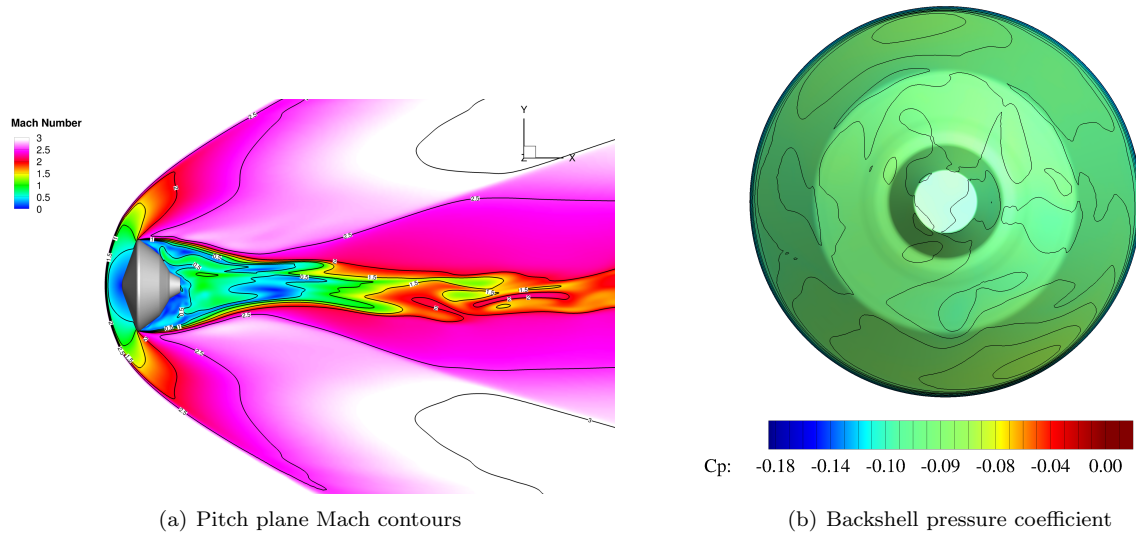 Mach Number
3
2.5
2
1.5
1
0.5
0
Y
Z X
Cp: -0.18 -0.14 -0.10 -0.09 -0.08 -0.04 0.00
(a) Pitch plane Mach contours
(b) Backshell pressure coefficient